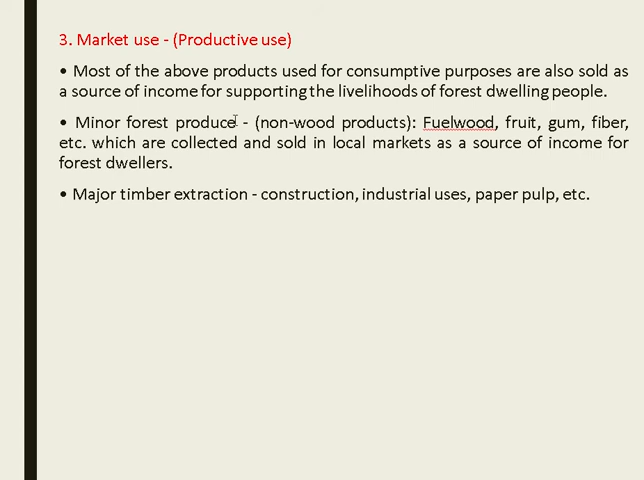 3. Market use - (Productive use)
• Most of the above products used for consumptive purposes are also sold as
a source of income for supporting the livelihoods of forest dwelling people.
• Minor forest produce - (non-wood products): Fuelwood, fruit, gum, fiber,
etc. which are collected and sold in local markets as a source of income for
forest dwellers.
• Major timber extraction - construction, industrial uses, paper pulp, etc.